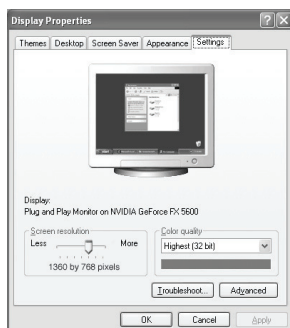 Display Properties
Themes Desktop Screen Saver Appearance Settings
Display:
Plug and Play Monitor on NVIDIA GeForce FX 5600
Screen resolution
Less More
1360 by 768 pixels
Color quality
Highest (32 bit)
Troubleshoot... Advanced
OK Cancel Apply